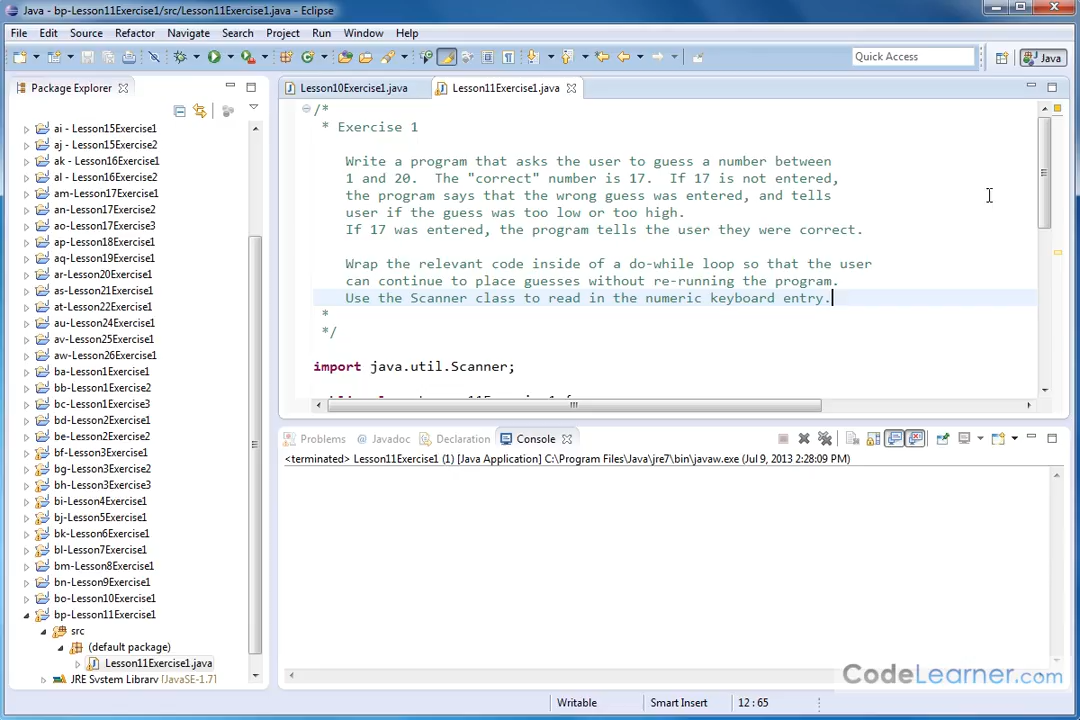 Java - bp-Lesson11Exercise1/src/Lesson11Exercise1.java - Eclipse
File Edit Source Refactor Navigate Search Project Run Window Help
Quick Access
Java
Package Explorer
ai - Lesson15Exercise1
aj - Lesson15Exercise2
ak - Lesson16Exercise1
al - Lesson16Exercise2
am-Lesson17Exercise1
an-Lesson17Exercise2
ao-Lesson17Exercise3
ap-Lesson18Exercise1
aq-Lesson19Exercise1
ar-Lesson20Exercise1
as-Lesson21Exercise1
at-Lesson22Exercise1
au-Lesson24Exercise1
av-Lesson25Exercise1
aw-Lesson26Exercise1
ba-Lesson1Exercise1
bb-Lesson1Exercise2
bc-Lesson1Exercise3
bd-Lesson2Exercise1
be-Lesson2Exercise2
bf-Lesson3Exercise1
bg-Lesson3Exercise2
bh-Lesson3Exercise3
bi-Lesson4Exercise1
bj-Lesson5Exercise1
bk-Lesson6Exercise1
bl-Lesson7Exercise1
bm-Lesson8Exercise1
bn-Lesson9Exercise1
bo-Lesson10Exercise1
bp-Lesson11Exercise1
src
(default package)
Lesson11Exercise1.java
JRE System Library [JavaSE-1.7]
Lesson10Exercise1.java Lesson11Exercise1.java
/*
* Exercise 1
Write a program that asks the user to guess a number between
1 and 20. The "correct" number is 17. If 17 is not entered,
the program says that the wrong guess was entered, and tells
user if the guess was too low or too high.
If 17 was entered, the program tells the user they were correct.
Wrap the relevant code inside of a do-while loop so that the user
can continue to place guesses without re-running the program.
Use the Scanner class to read in the numeric keyboard entry.
*
*/
import java.util.Scanner;
Problems @ Javadoc Declaration Console
<terminated> Lesson11Exercise1 (1) [Java Application] C:\Program Files\Java\jre7\bin\javaw.exe (Jul 9, 2013 2:28:09 PM)
CodeLearner.com
Writable Smart Insert 12:65